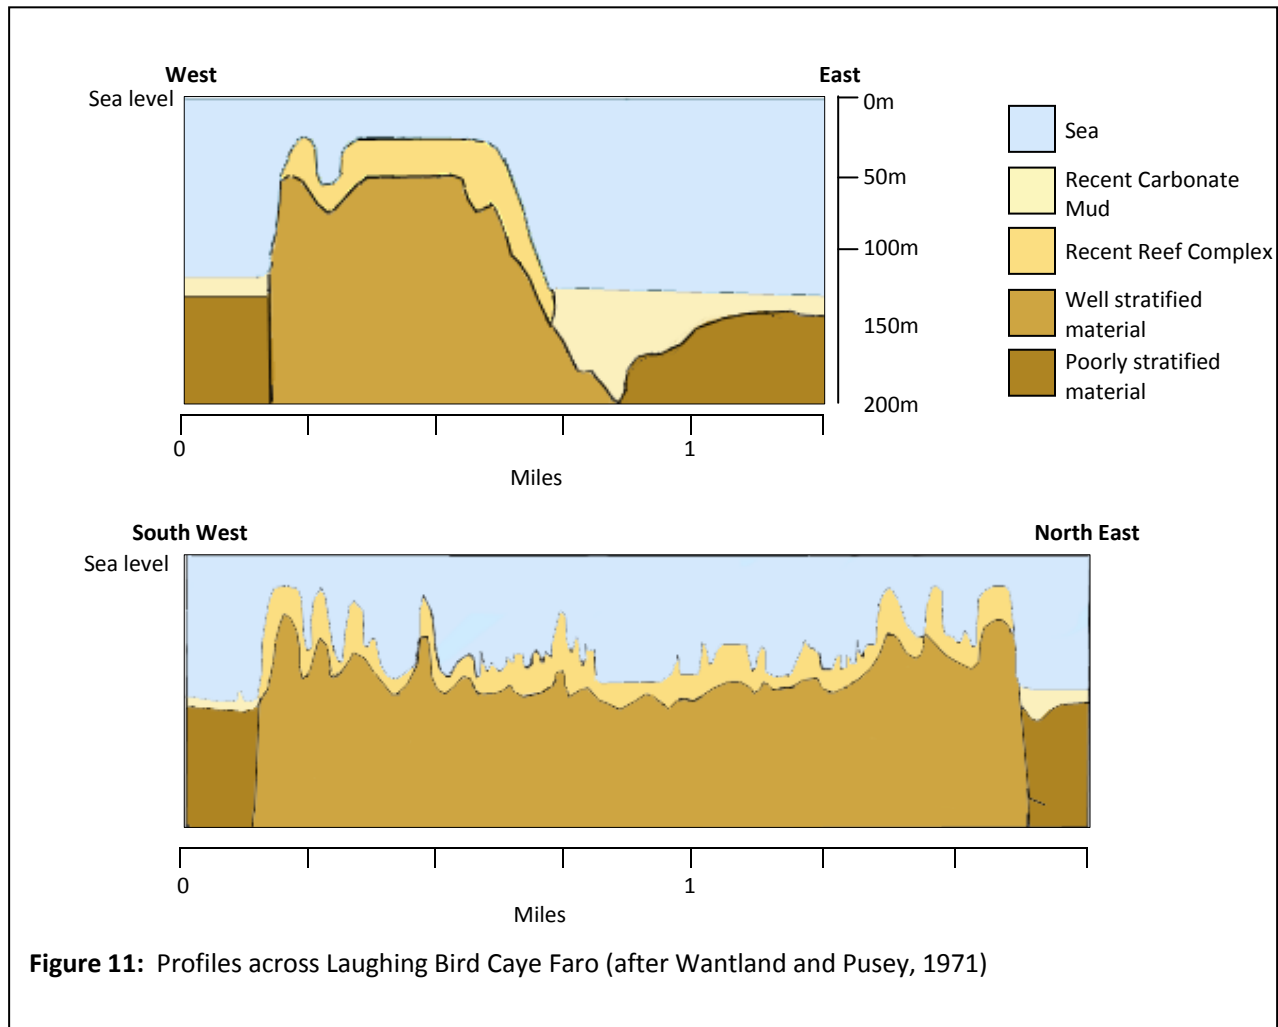 West
East
Sea level
0m
50m
100m
150m
200m
Sea
Recent Carbonate
Mud
Recent Reef Complex
Well stratified
material
Poorly stratified
material
0
1
Miles
South West
North East
Sea level
0
1
Miles
Figure 11: Profiles across Laughing Bird Caye Faro (after Wantland and Pusey, 1971)